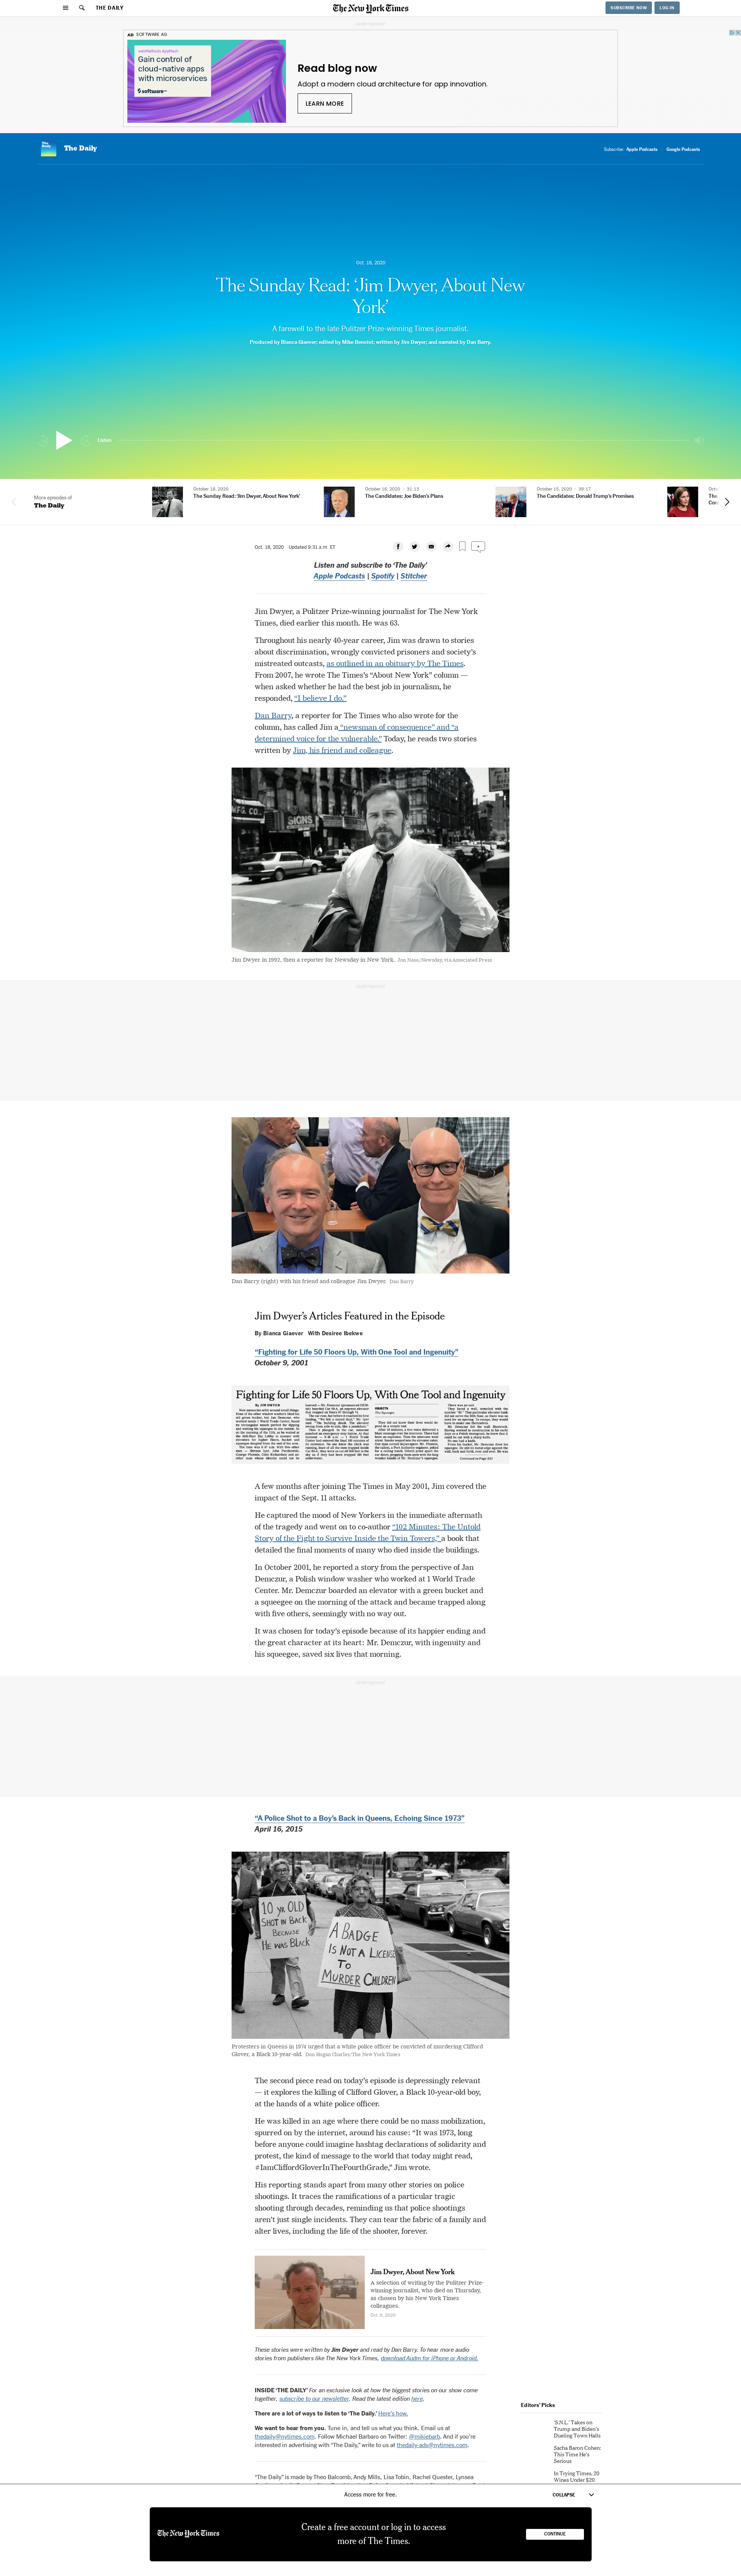 THE DAILY
The New York Times
SUBSCRIBE NOW
LOG IN
ADVERTISEMENT
AD SOFTWARE AG
webMethods AppMesh
Gain control of
cloud-native apps
with microservices
software
Read blog now
Adopt a modern cloud architecture for app innovation.
LEARN MORE
The Daily
Subscribe: Apple Podcasts Google Podcasts
Oct. 18, 2020
The Sunday Read: ‘Jim Dwyer, About New
York’
A farewell to the late Pulitzer Prize-winning Times journalist.
Produced by Bianca Giaever; edited by Mike Benoist; written by Jim Dwyer; and narrated by Dan Barry.
Listen
More episodes of
The Daily
October 18, 2020
The Sunday Read: ‘Jim Dwyer, About New York’
October 16, 2020 · 31:15
The Candidates: Joe Biden’s Plans
October 15, 2020 · 39:17
The Candidates: Donald Trump’s Promises
Oct. 18, 2020 Updated 9:31 a.m. ET
Listen and subscribe to ‘The Daily’
Apple Podcasts | Spotify | Stitcher
Jim Dwyer, a Pulitzer Prize-winning journalist for The New York
Times, died earlier this month. He was 63.
Throughout his nearly 40-year career, Jim was drawn to stories
about discrimination, wrongly convicted prisoners and society’s
mistreated outcasts, as outlined in an obituary by The Times.
From 2007, he wrote The Times’s “About New York” column —
when asked whether he had the best job in journalism, he
responded, “I believe I do.”
Dan Barry, a reporter for The Times who also wrote for the
column, has called Jim a “newsman of consequence” and “a
determined voice for the vulnerable.” Today, he reads two stories
written by Jim, his friend and colleague.
SIGNS
Jim Dwyer in 1992, then a reporter for Newsday in New York. Jon Naso/Newsday, via Associated Press
ADVERTISEMENT
Dan Barry (right) with his friend and colleague Jim Dwyer. Dan Barry
Jim Dwyer’s Articles Featured in the Episode
By Bianca Giaever With Desiree Ibekwe
“Fighting for Life 50 Floors Up, With One Tool and Ingenuity”
October 9, 2001
Fighting for Life 50 Floors Up, With One Tool and Ingenuity
By JIM DWYER
A few months after joining The Times in May 2001, Jim covered the
impact of the Sept. 11 attacks.
He captured the mood of New Yorkers in the immediate aftermath
of the tragedy and went on to co-author “102 Minutes: The Untold
Story of the Fight to Survive Inside the Twin Towers,” a book that
detailed the final moments of many who died inside the buildings.
In October 2001, he reported a story from the perspective of Jan
Demczur, a Polish window washer who worked at 1 World Trade
Center. Mr. Demczur boarded an elevator with a green bucket and
a squeegee on the morning of the attack and became trapped along
with five others, seemingly with no way out.
It was chosen for today’s episode because of its happier ending and
the great character at its heart: Mr. Demczur, with ingenuity and
his squeegee, saved six lives that morning.
ADVERTISEMENT
“A Police Shot to a Boy’s Back in Queens, Echoing Since 1973”
April 16, 2015
10 YR OLD
SHOT IN BACK
BECAUSE
HE WAS BLACK
A BADGE
IS NOT A LICENSE
TO
MURDER CHILDREN
Protesters in Queens in 1974 urged that a white police officer be convicted of murdering Clifford
Glover, a Black 10-year-old. Don Hogan Charles/The New York Times
The second piece read on today’s episode is depressingly relevant
— it explores the killing of Clifford Glover, a Black 10-year-old boy,
at the hands of a white police officer.
He was killed in an age where there could be no mass mobilization,
spurred on by the internet, around his cause: “It was 1973, long
before anyone could imagine hashtag declarations of solidarity and
protest, the kind of message to the world that today might read,
#IamCliffordGloverInTheFourthGrade,” Jim wrote.
His reporting stands apart from many other stories on police
shootings. It traces the ramifications of a particular tragic
shooting through decades, reminding us that police shootings
aren’t just single incidents. They can tear the fabric of a family and
alter lives, including the life of the shooter, forever.
Jim Dwyer, About New York
A selection of writing by the Pulitzer Prize-
winning journalist, who died on Thursday,
as chosen by his New York Times
colleagues.
Oct. 8, 2020
These stories were written by Jim Dwyer and read by Dan Barry. To hear more audio
stories from publishers like The New York Times, download Audm for iPhone or Android.
INSIDE ‘THE DAILY’ For an exclusive look at how the biggest stories on our show come
together, subscribe to our newsletter. Read the latest edition here.
There are a lot of ways to listen to ‘The Daily.’ Here’s how.
We want to hear from you. Tune in, and tell us what you think. Email us at
thedaily@nytimes.com. Follow Michael Barbaro on Twitter: @mikiebarb. And if you’re
interested in advertising with “The Daily,” write to us at thedaily-ads@nytimes.com.
“The Daily” is made by Theo Balcomb, Andy Mills, Lisa Tobin, Rachel Quester, Lynsea
Editors’ Picks
‘S.N.L.’ Takes on
Trump and Biden’s
Dueling Town Halls
Sacha Baron Cohen:
This Time He’s
Serious
In Trying Times, 20
Wines Under $20
Access more for free.
COLLAPSE
The New York Times
Create a free account or log in to access
more of The Times.
CONTINUE